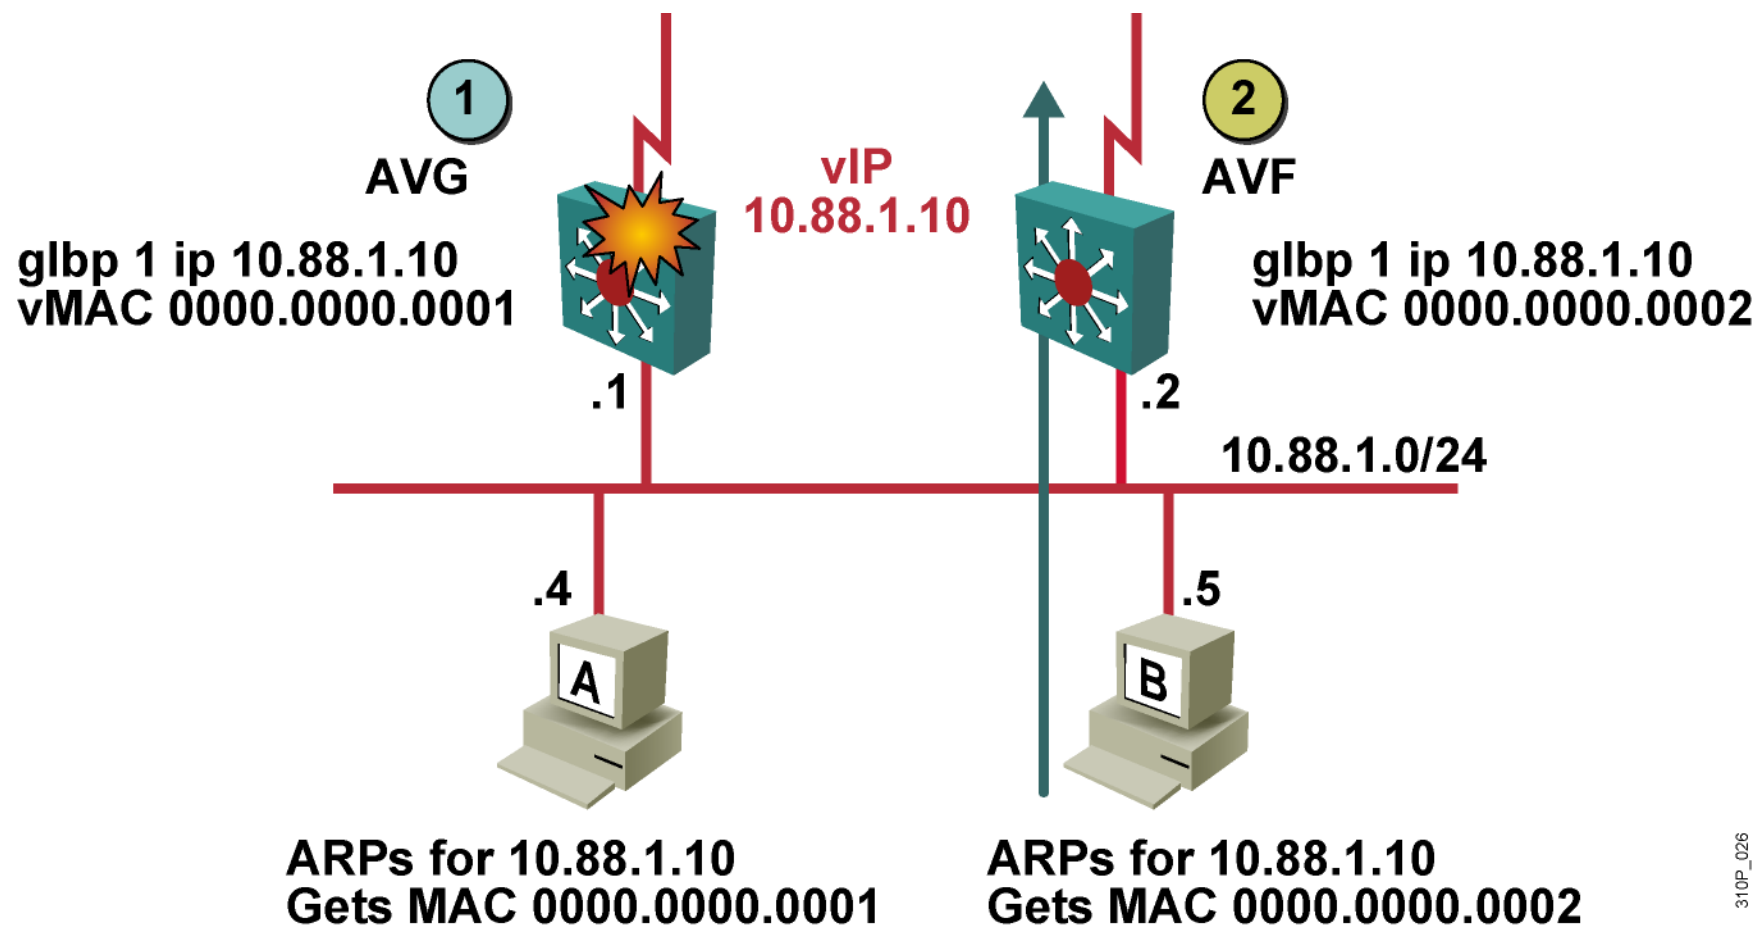 1
AVG
glbp 1 ip 10.88.1.10
vMAC 0000.0000.0001
vIP
10.88.1.10
2
AVF
glbp 1 ip 10.88.1.10
vMAC 0000.0000.0002
.1
.2
10.88.1.0/24
.4
.5
A
B
ARPs for 10.88.1.10
Gets MAC 0000.0000.0001
ARPs for 10.88.1.10
Gets MAC 0000.0000.0002
310P_026